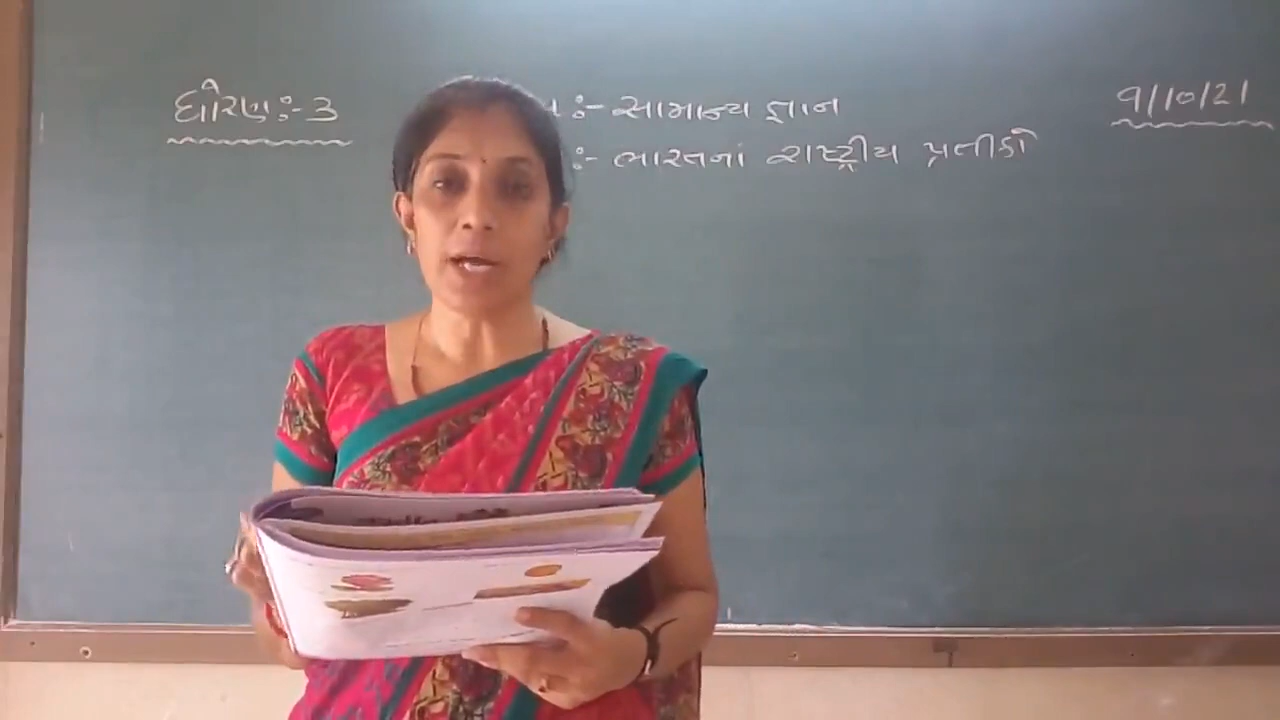 ધોરણ :- 3 :- સામાન્ય જ્ઞાન 9/10/21
:- ભારતનાં રાષ્ટ્રીય પ્રતીકો